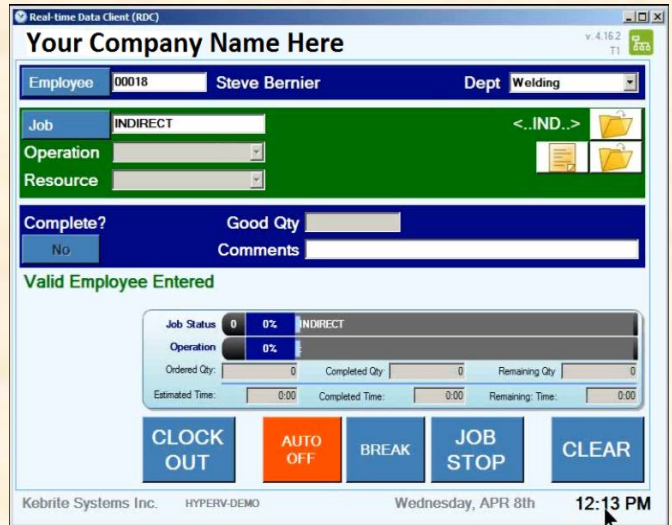 Real-time Data Client (RDC)
Your Company Name Here
v. 4.16.2
T1
Employee 00018 Steve Bernier Dept Welding
Job INDIRECT <..IND..>
Operation
Resource
Complete? Good Qty
No Comments
Valid Employee Entered
Job Status 0 0% INDIRECT
Operation 0%
Ordered Qty: 0 Completed Qty 0 Remaining Qty 0
Estimated Time: 0:00 Completed Time: 0:00 Remaining: Time: 0:00
CLOCK OUT AUTO OFF BREAK JOB STOP CLEAR
Kebrite Systems Inc. HYPERV-DEMO Wednesday, APR 8th 12:13 PM